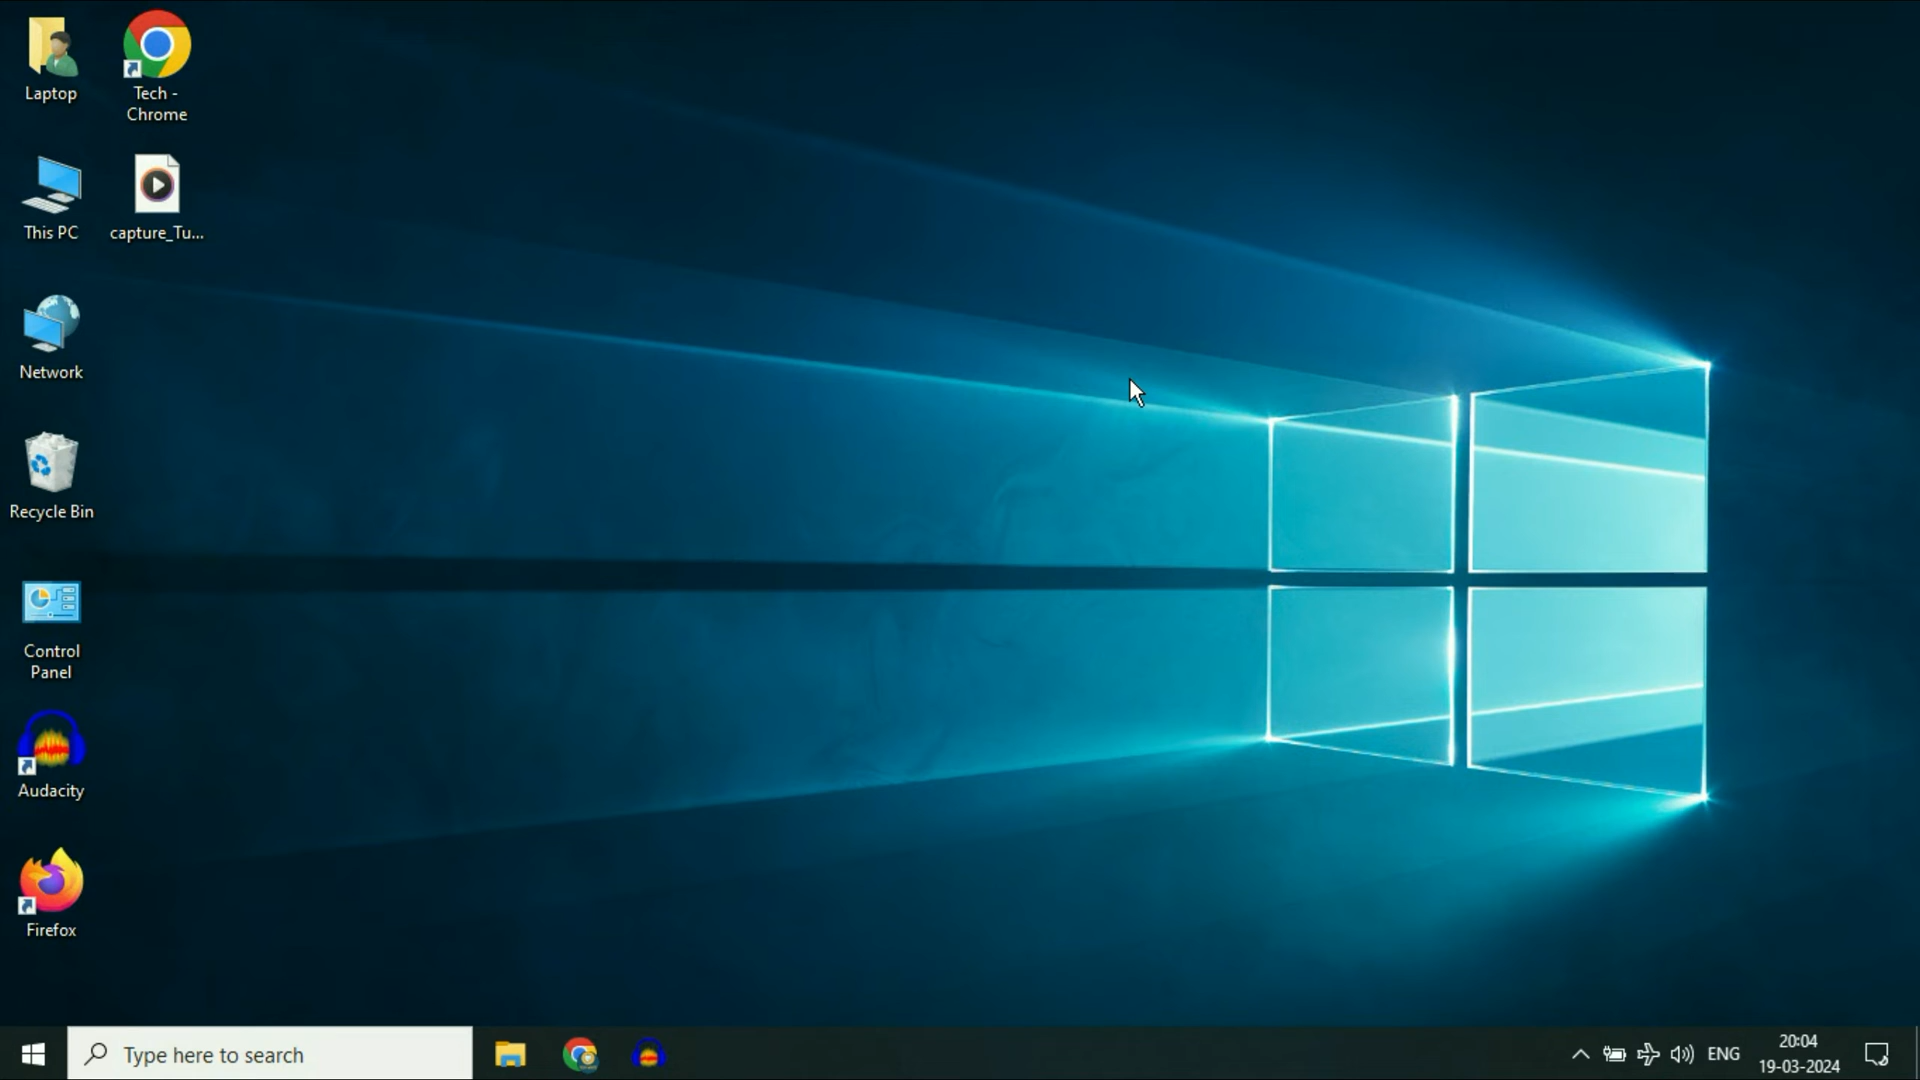 Laptop
Tech -
Chrome
This PC
capture_Tu...
Network
Recycle Bin
Control
Panel
Audacity
Firefox
Type here to search
ENG
20:04
19-03-2024